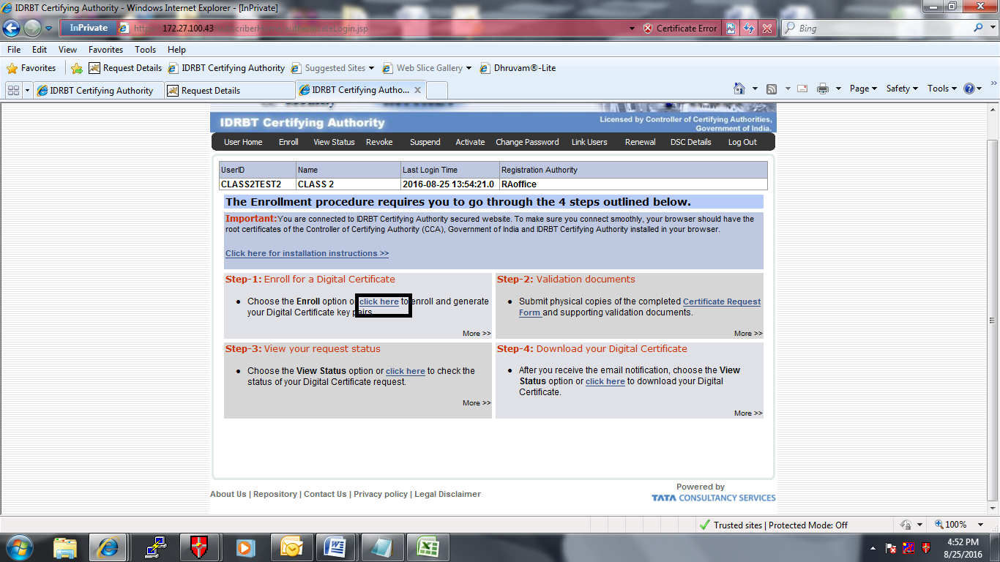 IDRBT Certifying Authority - Windows Internet Explorer - [InPrivate]
InPrivate 172.27.100.43 Certificate Error Bing
File Edit View Favorites Tools Help
Favorites Request Details IDRBT Certifying Authority Suggested Sites Web Slice Gallery Dhruvam®-Lite
IDRBT Certifying Authority Request Details IDRBT Certifying Autho... Page Safety Tools
IDRBT Certifying Authority
Licensed by Controller of Certifying Authorities,
Government of India.
User Home Enroll View Status Revoke Suspend Activate Change Password Link Users Renewal DSC Details Log Out
UserID Name Last Login Time Registration Authority
CLASS2TEST2 CLASS 2 2016-08-25 13:54:21.0 RAoffice
The Enrollment procedure requires you to go through the 4 steps outlined below.
Important:You are connected to IDRBT Certifying Authority secured website. To make sure you connect smoothly, your browser should have the
root certificates of the Controller of Certifying Authority (CCA), Government of India and IDRBT Certifying Authority installed in your browser.
Click here for installation instructions >>
Step-1: Enroll for a Digital Certificate
• Choose the Enroll option or click here to enroll and generate
your Digital Certificate key pairs.
More >>
Step-2: Validation documents
• Submit physical copies of the completed Certificate Request
Form and supporting validation documents.
More >>
Step-3: View your request status
• Choose the View Status option or click here to check the
status of your Digital Certificate request.
More >>
Step-4: Download your Digital Certificate
• After you receive the email notification, choose the View
Status option or click here to download your Digital
Certificate.
More >>
About Us | Repository | Contact Us | Privacy policy | Legal Disclaimer
Powered by
TATA CONSULTANCY SERVICES
Trusted sites | Protected Mode: Off 100%
4:52 PM
8/25/2016